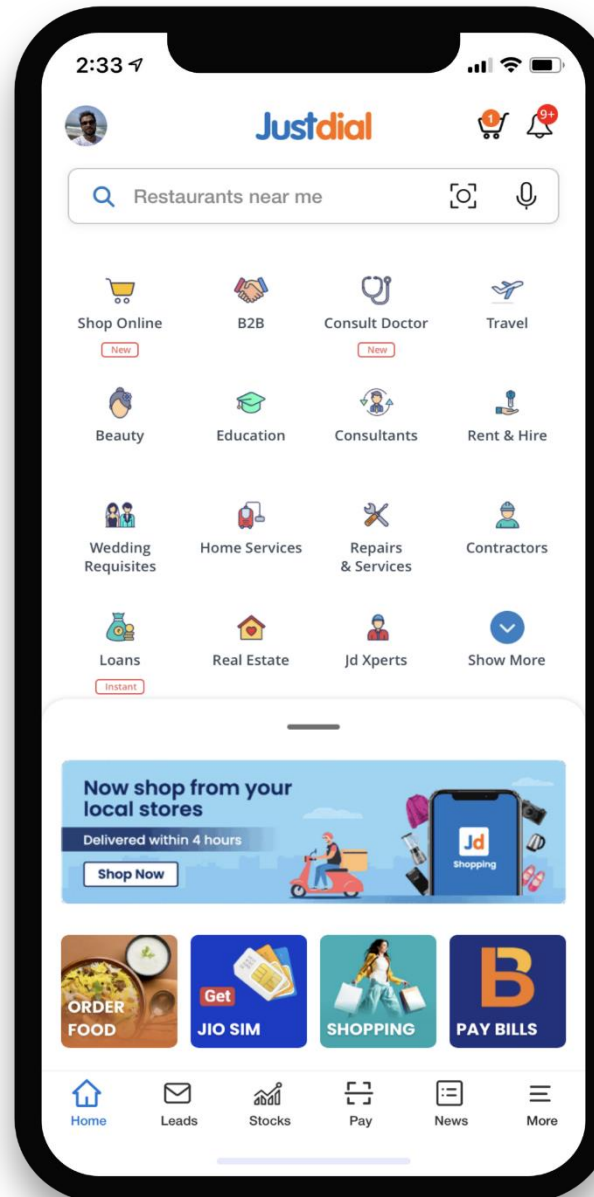 2:33
Justdial
1
9+
Restaurants near me
Shop Online
New
B2B
Consult Doctor
New
Travel
Beauty
Education
Consultants
Rent & Hire
Wedding
Requisites
Home Services
Repairs
& Services
Contractors
Loans
Instant
Real Estate
Jd Xperts
Show More
Now shop from your
local stores
Delivered within 4 hours
Shop Now
Jd
Shopping
ORDER
FOOD
Get
JIO SIM
SHOPPING
B
PAY BILLS
Home
Leads
Stocks
Pay
News
More